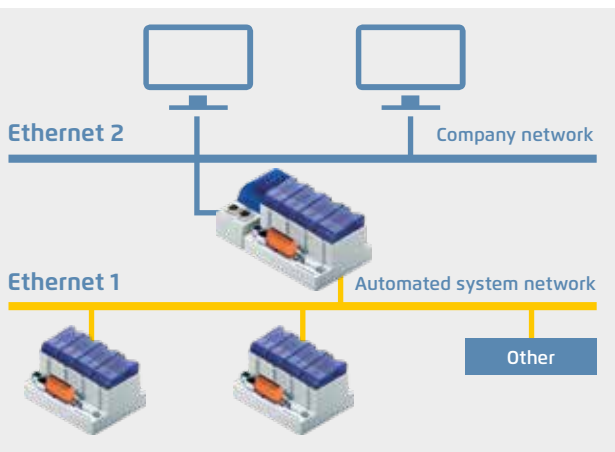 Ethernet 2
Company network
Ethernet 1
Automated system network
Other